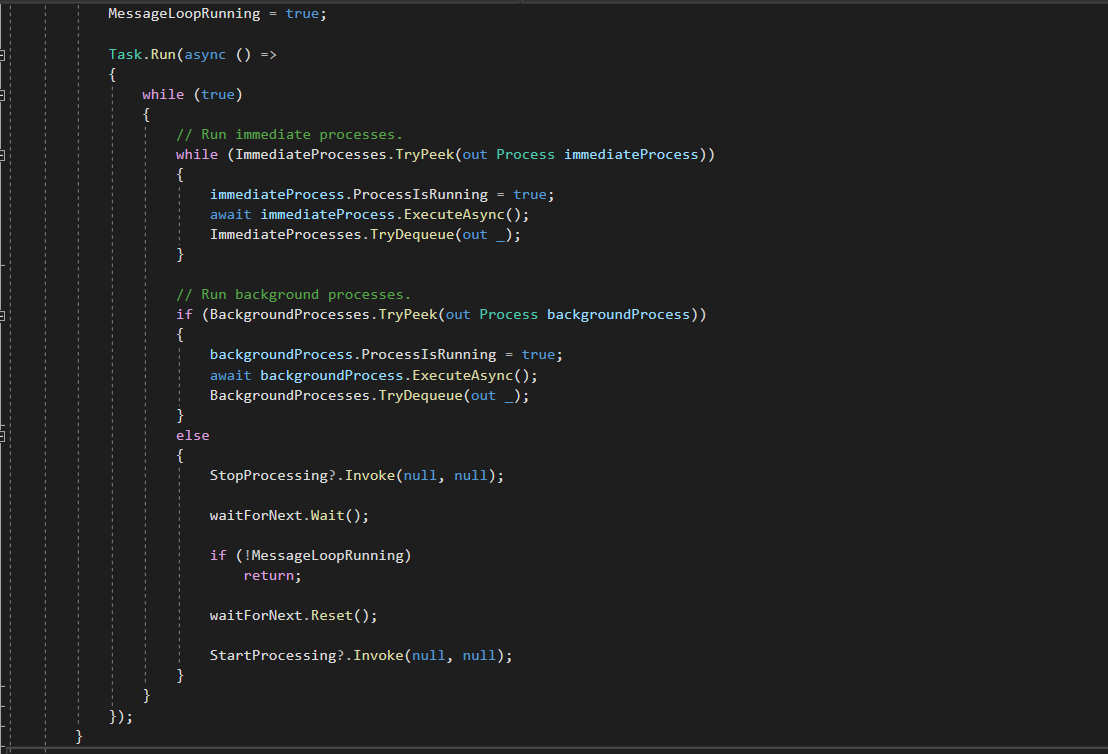 MessageLoopRunning = true;
Task.Run(async () =>
{
while (true)
{
// Run immediate processes.
while (ImmediateProcesses.TryPeek(out Process immediateProcess))
{
immediateProcess.ProcessIsRunning = true;
await immediateProcess.ExecuteAsync();
ImmediateProcesses.TryDequeue(out _);
}
// Run background processes.
if (BackgroundProcesses.TryPeek(out Process backgroundProcess))
{
backgroundProcess.ProcessIsRunning = true;
await backgroundProcess.ExecuteAsync();
BackgroundProcesses.TryDequeue(out _);
}
else
{
StopProcessing?.Invoke(null, null);
waitForNext.Wait();
if (!MessageLoopRunning)
return;
waitForNext.Reset();
StartProcessing?.Invoke(null, null);
}
}
});
}